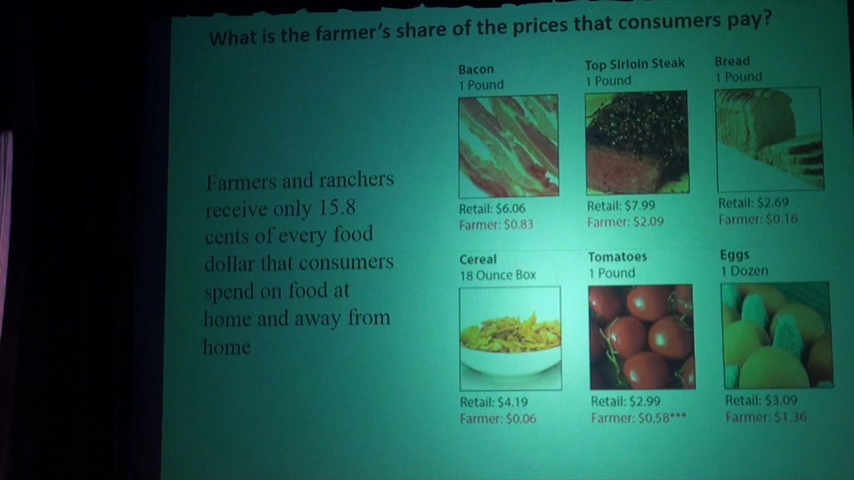 What is the farmer's share of the prices that consumers pay?
Farmers and ranchers
receive only 15.8
cents of every food
dollar that consumers
spend on food at
home and away from
home
Bacon
1 Pound
Retail: $6.06
Farmer: $0.83
Top Sirloin Steak
1 Pound
Retail: $7.99
Farmer: $2.09
Bread
1 Pound
Retail: $2.69
Farmer: $0.16
Cereal
18 Ounce Box
Retail: $4.19
Farmer: $0.06
Tomatoes
1 Pound
Retail: $2.99
Farmer: $0.58***
Eggs
1 Dozen
Retail: $3.09
Farmer: $1.36